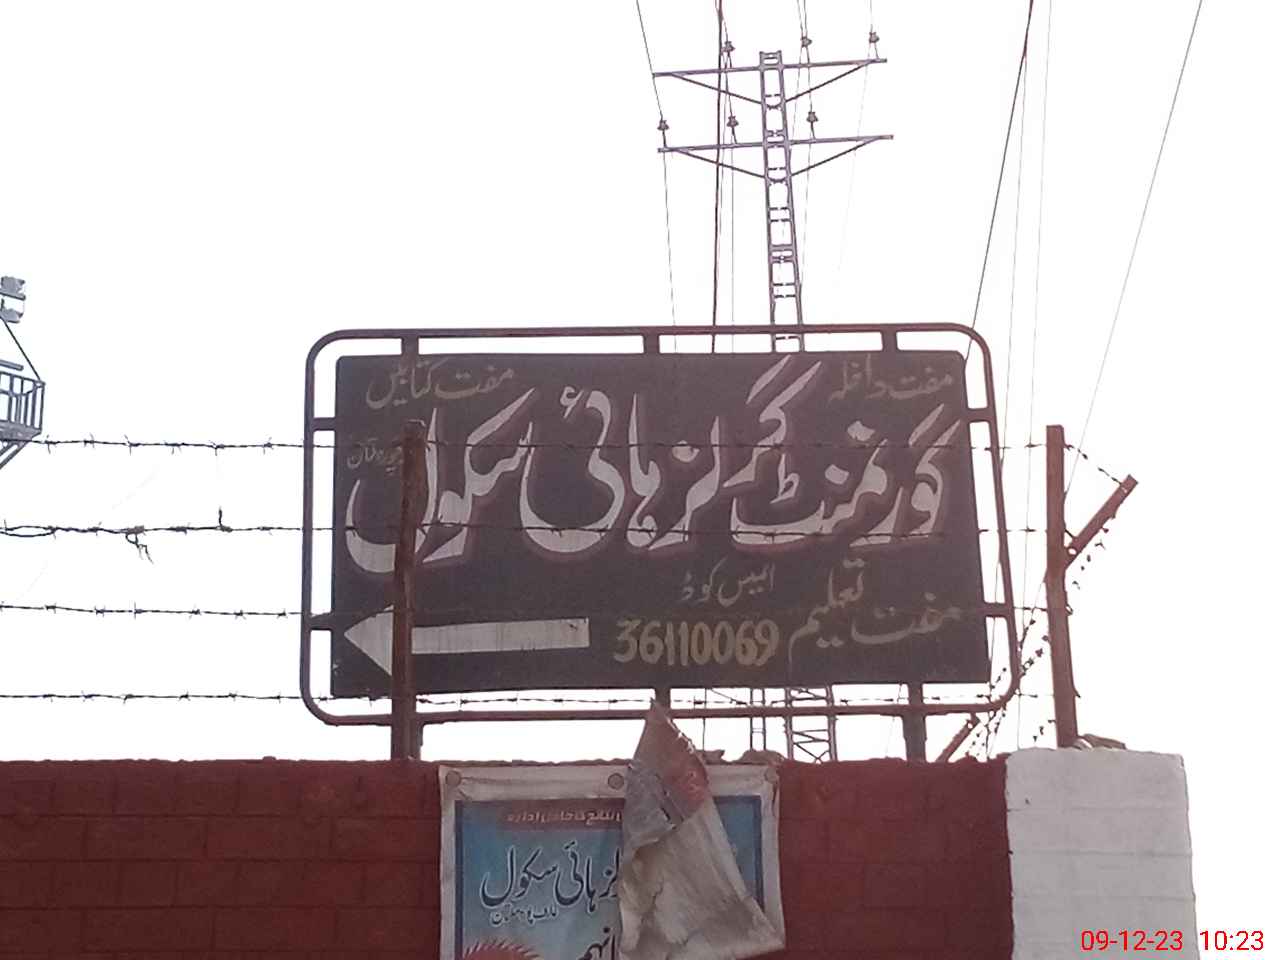 مفت داخلہ
مفت کتابیں
گورنمنٹ گرلز ہائی سکول
ایمیس کوڈ
36110069
مفت تعلیم
ہائی سکول
09-12-23 10:23